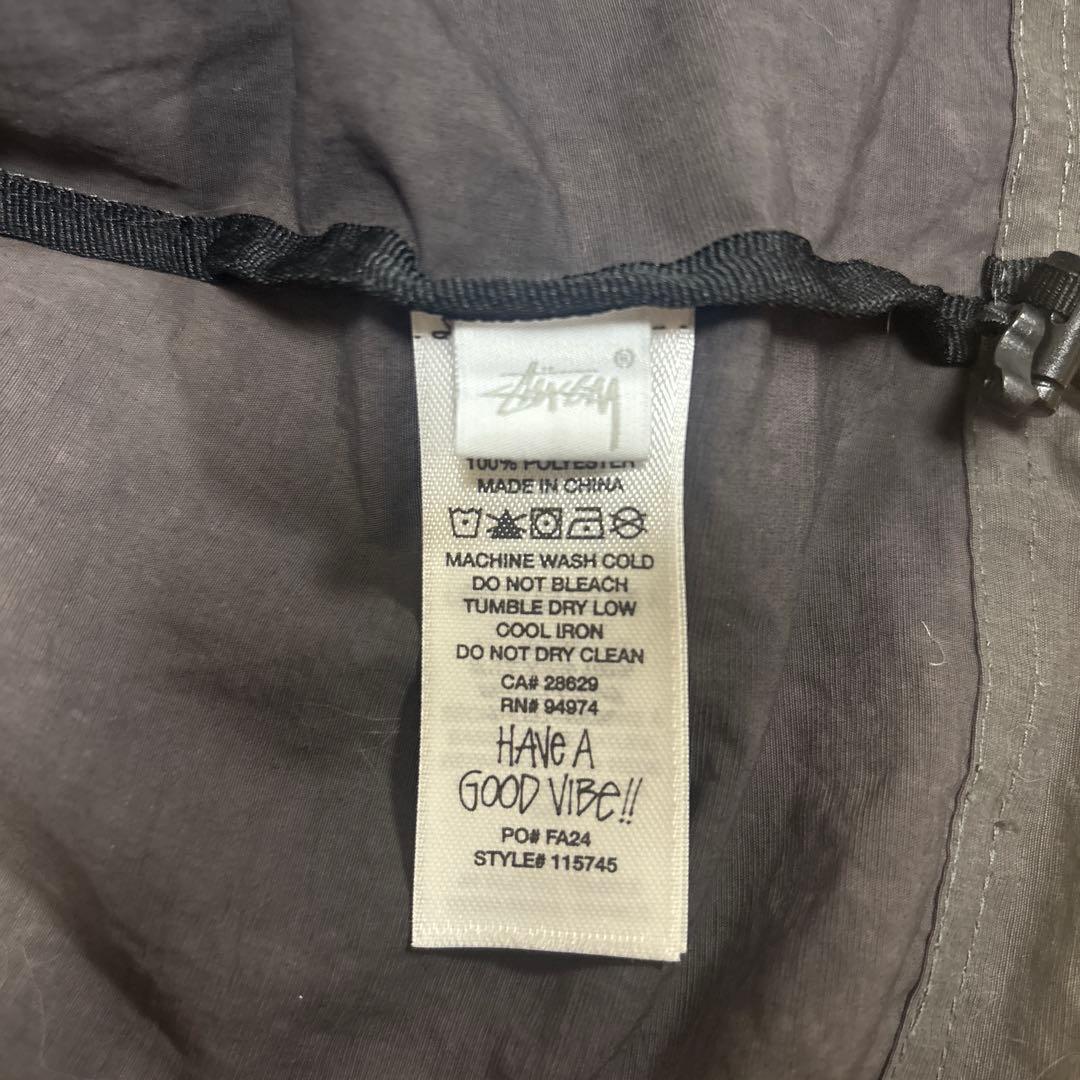 Stüssy ®
100% POLYESTER
MADE IN CHINA
MACHINE WASH COLD
DO NOT BLEACH
TUMBLE DRY LOW
COOL IRON
DO NOT DRY CLEAN
CA# 28629
RN# 94974
HAVe A
GOOD VIBe!!
PO# FA24
STYLE# 115745